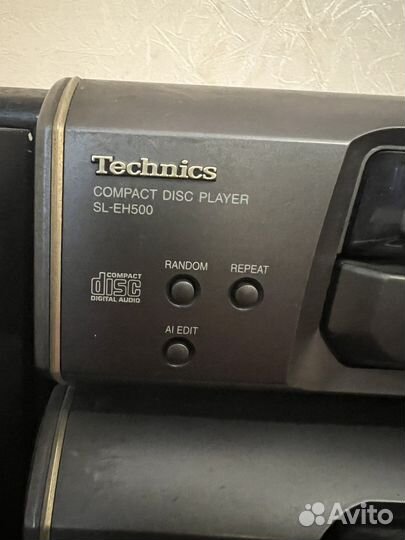 Technics
COMPACT DISC PLAYER
SL-EH500
RANDOM REPEAT
COMPACT
disc
DIGITAL AUDIO
AI EDIT
Avito